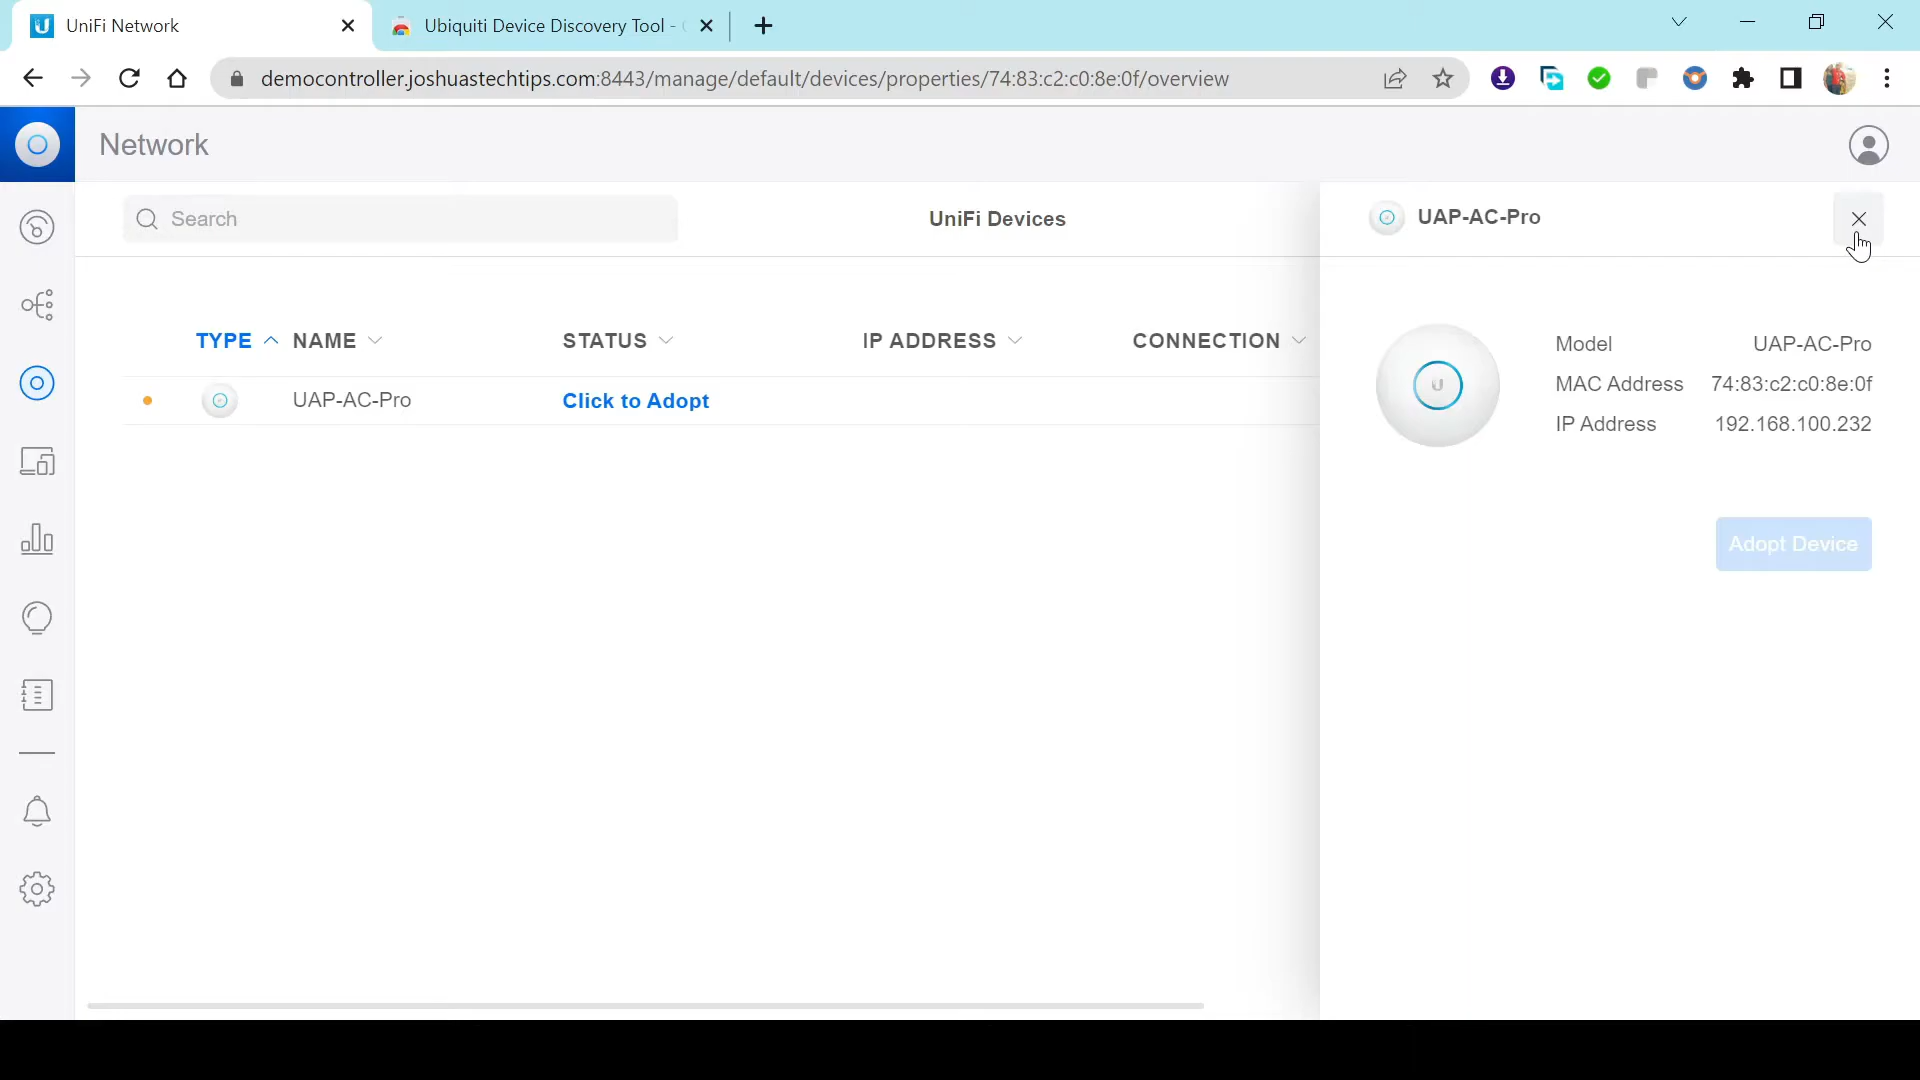 UniFi Network
Ubiquiti Device Discovery Tool -
democontroller.joshuastechtips.com:8443/manage/default/devices/properties/74:83:c2:c0:8e:0f/overview
Network
Search
UniFi Devices
UAP-AC-Pro
TYPE NAME STATUS IP ADDRESS CONNECTION
UAP-AC-Pro Click to Adopt
Model UAP-AC-Pro
MAC Address 74:83:c2:c0:8e:0f
IP Address 192.168.100.232
Adopt Device